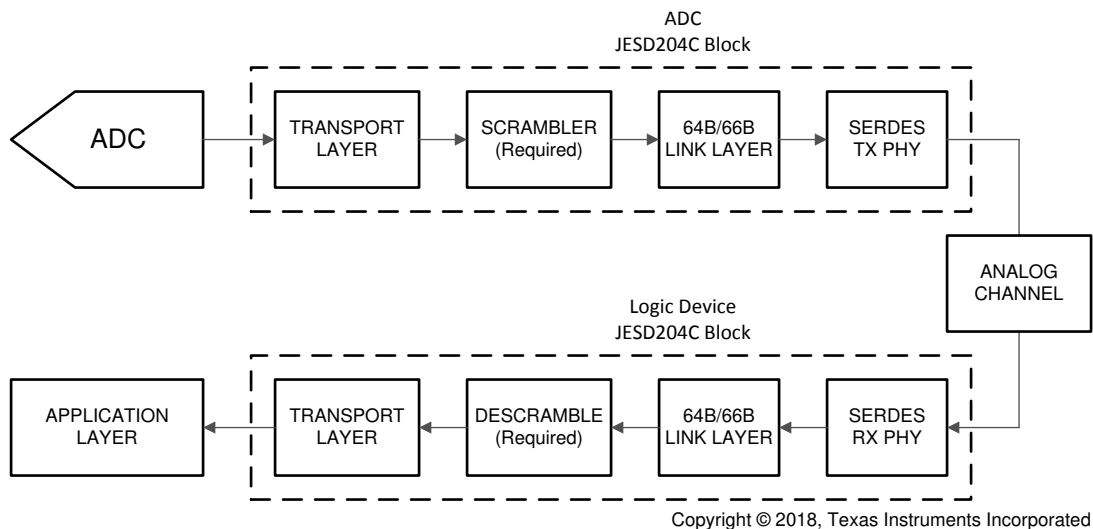 ADC
JESD204C Block
ADC
TRANSPORT
LAYER
SCRAMBLER
(Required)
64B/66B
LINK LAYER
SERDES
TX PHY
ANALOG
CHANNEL
Logic Device
JESD204C Block
APPLICATION
LAYER
TRANSPORT
LAYER
DESCRAMBLE
(Required)
64B/66B
LINK LAYER
SERDES
RX PHY
Copyright © 2018, Texas Instruments Incorporated